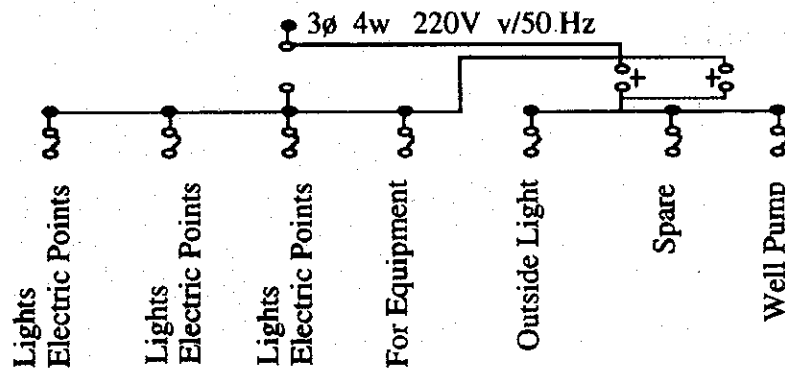 3ø 4w 220V v/50 Hz
+ +
Lights
Electric Points
Lights
Electric Points
Lights
Electric Points
For Equipment
Outside Light
Spare
Well Pump